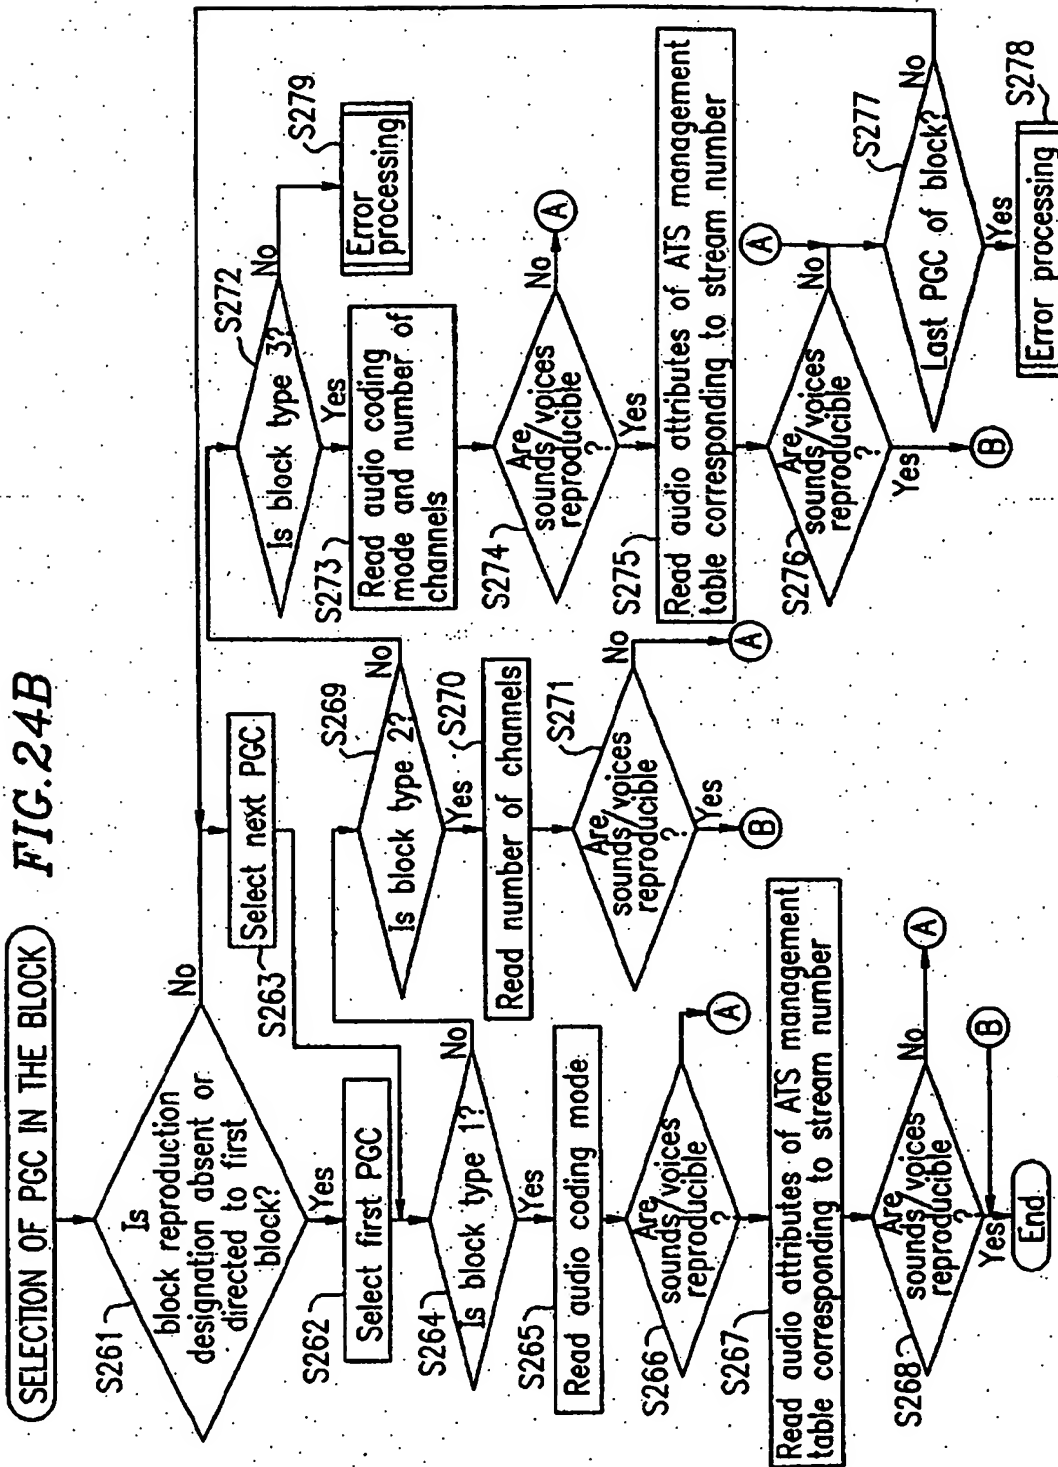 FIG.24B
SELECTION OF PGC IN THE BLOCK
S261
Is
block reproduction
designation absent or
directed to first
block?
No
Yes
S262
Select first PGC
S263
Select next PGC
S264
Is block type 1?
No
Yes
S265
Read audio coding mode
S266
Are
sounds/voices
reproducible
?
A
S267
Read audio attributes of ATS management
table corresponding to stream number
S268
Are
sounds/voices
reproducible
?
No
A
Yes
B
End
S269
Is block type 2?
No
Yes
S270
Read number of channels
S271
Are
sounds/voices
reproducible
?
No
A
Yes
B
S272
Is block type 3?
No
S279
Error
processing
Yes
S273
Read audio coding
mode and number of
channels
S274
Are
sounds/voices
reproducible
?
No
A
Yes
S275
Read audio attributes of ATS management
table corresponding to stream number
S276
Are
sounds/voices
reproducible
?
No
A
Yes
B
S277
Last PGC of block?
No
Yes
S278
Error processing